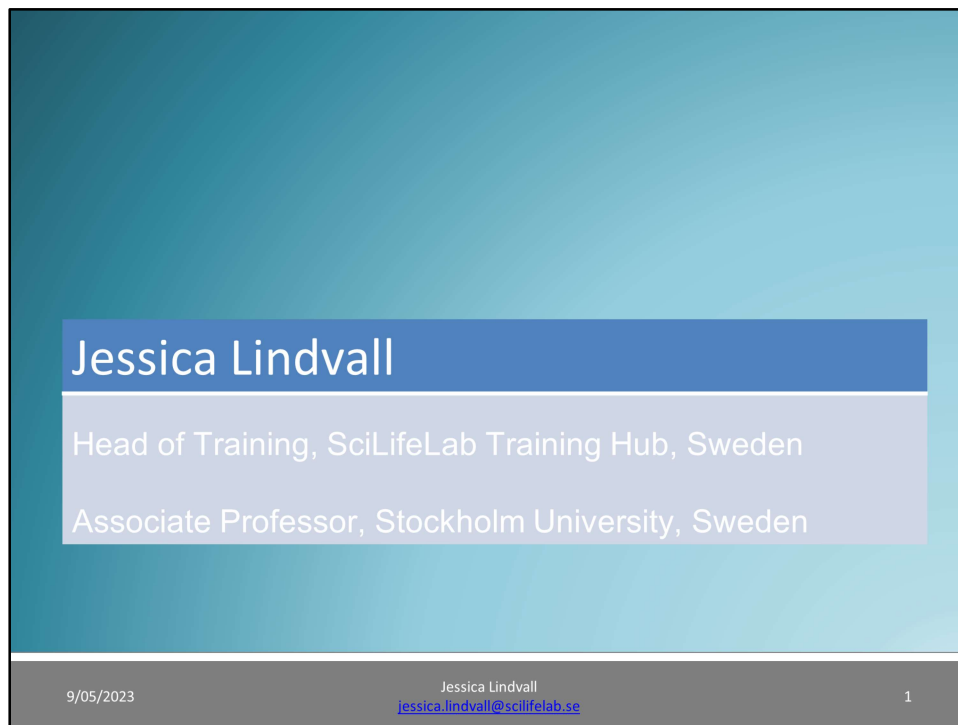 Jessica Lindvall
Head of Training, SciLifeLab Training Hub, Sweden
Associate Professor, Stockholm University, Sweden
9/05/2023
Jessica Lindvall
jessica.lindvall@scilifelab.se
1